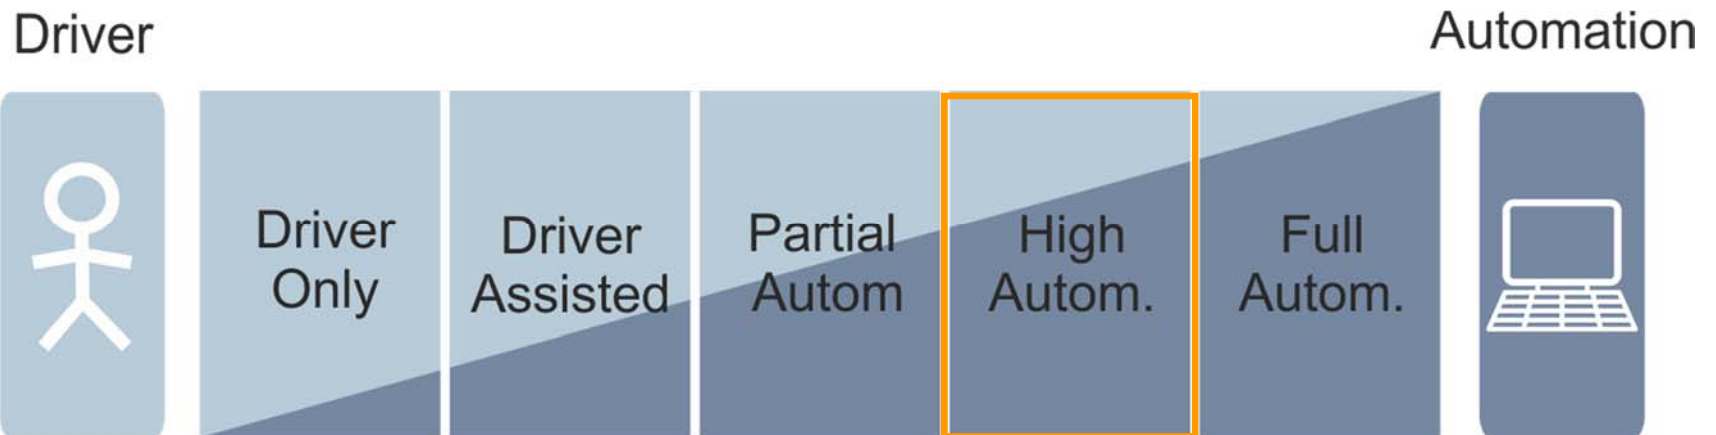 Driver
Automation
Driver
Only
Driver
Assisted
Partial
Autom
High
Autom.
Full
Autom.